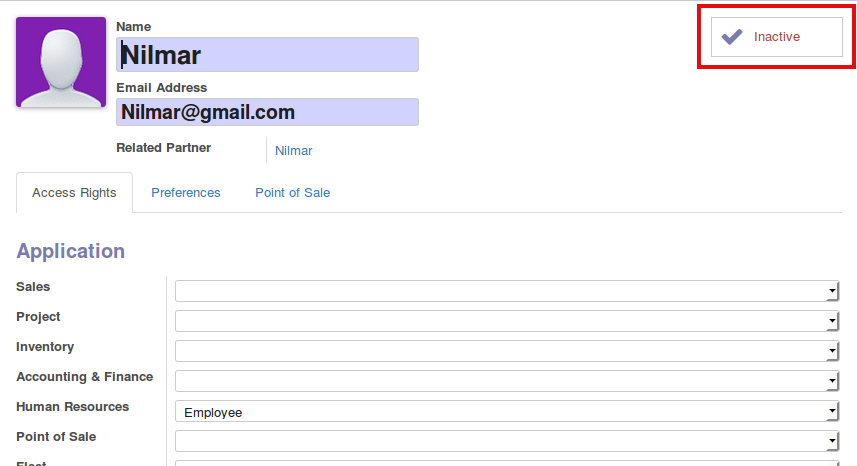 Name
Inactive
Nilmar
Email Address
Nilmar@gmail.com
Related Partner Nilmar
Access Rights Preferences Point of Sale
Application
Sales
Project
Inventory
Accounting & Finance
Human Resources Employee
Point of Sale
Fleet